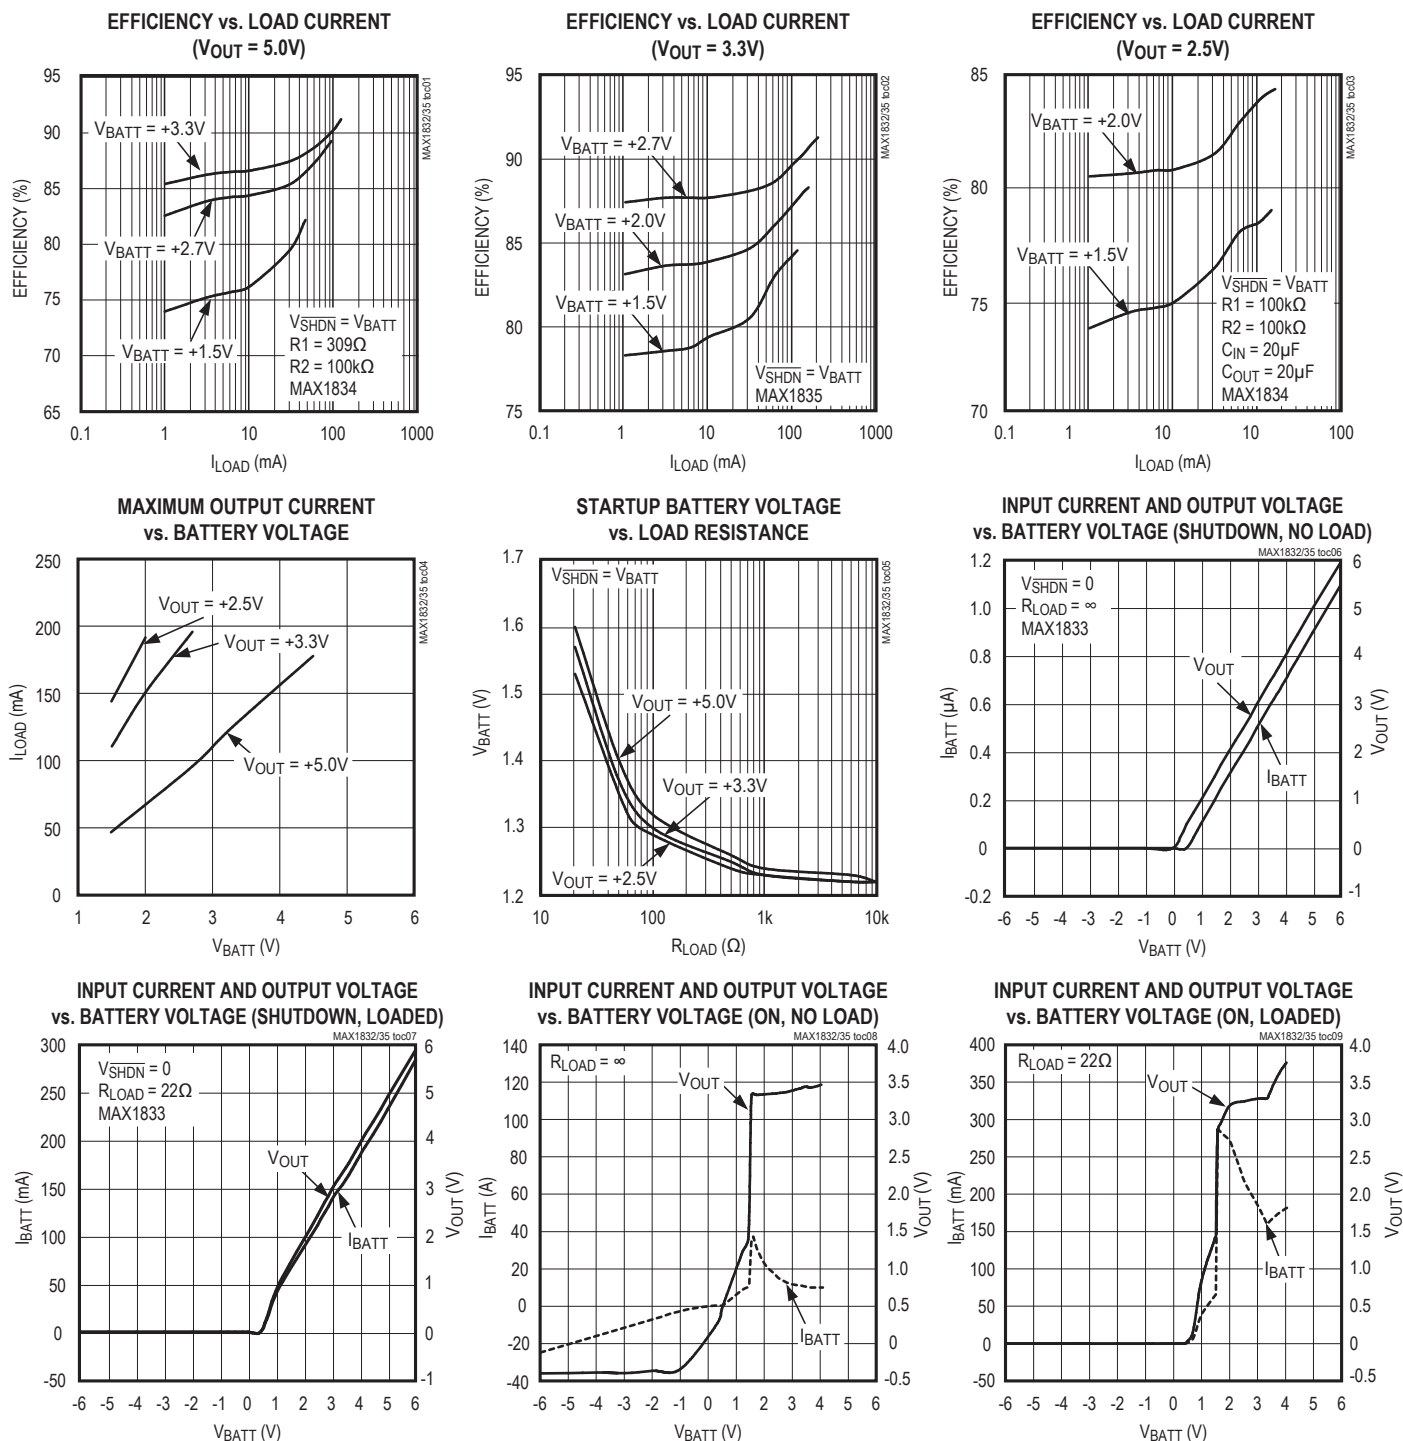 EFFICIENCY vs. LOAD CURRENT
(VOUT = 5.0V)
MAX1832/35 toc01
EFFICIENCY (%)
95
90
85
80
75
70
65
VBATT = +3.3V
VBATT = +2.7V
VBATT = +1.5V
VSHDN = VBATT
R1 = 309Ω
R2 = 100kΩ
MAX1834
0.1 1 10 100 1000
ILOAD (mA)
EFFICIENCY vs. LOAD CURRENT
(VOUT = 3.3V)
MAX1832/35 toc02
EFFICIENCY (%)
95
90
85
80
75
VBATT = +2.7V
VBATT = +2.0V
VBATT = +1.5V
VSHDN = VBATT
MAX1835
0.1 1 10 100 1000
ILOAD (mA)
EFFICIENCY vs. LOAD CURRENT
(VOUT = 2.5V)
MAX1832/35 toc03
EFFICIENCY (%)
85
80
75
70
VBATT = +2.0V
VBATT = +1.5V
VSHDN = VBATT
R1 = 100kΩ
R2 = 100kΩ
CIN = 20µF
COUT = 20µF
MAX1834
0.1 1 10 10 100
ILOAD (mA)
MAXIMUM OUTPUT CURRENT
vs. BATTERY VOLTAGE
MAX1832/35 toc04
ILOAD (mA)
250
200
150
100
50
0
VOUT = +2.5V
VOUT = +3.3V
VOUT = +5.0V
1 2 3 4 5 6
VBATT (V)
STARTUP BATTERY VOLTAGE
vs. LOAD RESISTANCE
MAX1832/35 toc05
VBATT (V)
1.7
1.6
1.5
1.4
1.3
1.2
VSHDN = VBATT
VOUT = +5.0V
VOUT = +3.3V
VOUT = +2.5V
10 100 1k 10k
RLOAD (Ω)
INPUT CURRENT AND OUTPUT VOLTAGE
vs. BATTERY VOLTAGE (SHUTDOWN, NO LOAD)
MAX1832/35 toc06
IBATT (µA)
1.2
1.0
0.8
0.6
0.4
0.2
0
-0.2
VSHDN = 0
RLOAD = ∞
MAX1833
VOUT
IBATT
6
5
4
3
2
1
0
-1
VOUT (V)
-6 -5 -4 -3 -2 -1 0 1 2 3 4 5 6
VBATT (V)
INPUT CURRENT AND OUTPUT VOLTAGE
vs. BATTERY VOLTAGE (SHUTDOWN, LOADED)
MAX1832/35 toc07
IBATT (mA)
300
250
200
150
100
50
0
-50
VSHDN = 0
RLOAD = 22Ω
MAX1833
VOUT
IBATT
6
5
4
3
2
1
0
-1
VOUT (V)
-6 -5 -4 -3 -2 -1 0 1 2 3 4 5 6
VBATT (V)
INPUT CURRENT AND OUTPUT VOLTAGE
vs. BATTERY VOLTAGE (ON, NO LOAD)
MAX1832/35 toc08
IBATT (A)
140
120
100
80
60
40
20
0
-20
-40
RLOAD = ∞
VOUT
IBATT
4.0
3.5
3.0
2.5
2.0
1.5
1.0
0.5
0
-0.5
VOUT (V)
-6 -5 -4 -3 -2 -1 0 1 2 3 4 5 6
VBATT (V)
INPUT CURRENT AND OUTPUT VOLTAGE
vs. BATTERY VOLTAGE (ON, LOADED)
MAX1832/35 toc09
IBATT (mA)
400
350
300
250
200
150
100
50
0
-50
RLOAD = 22Ω
VOUT
IBATT
4.0
3.5
3.0
2.5
2.0
1.5
1.0
0.5
0
-0.5
VOUT (V)
-6 -5 -4 -3 -2 -1 0 1 2 3 4 5 6
VBATT (V)